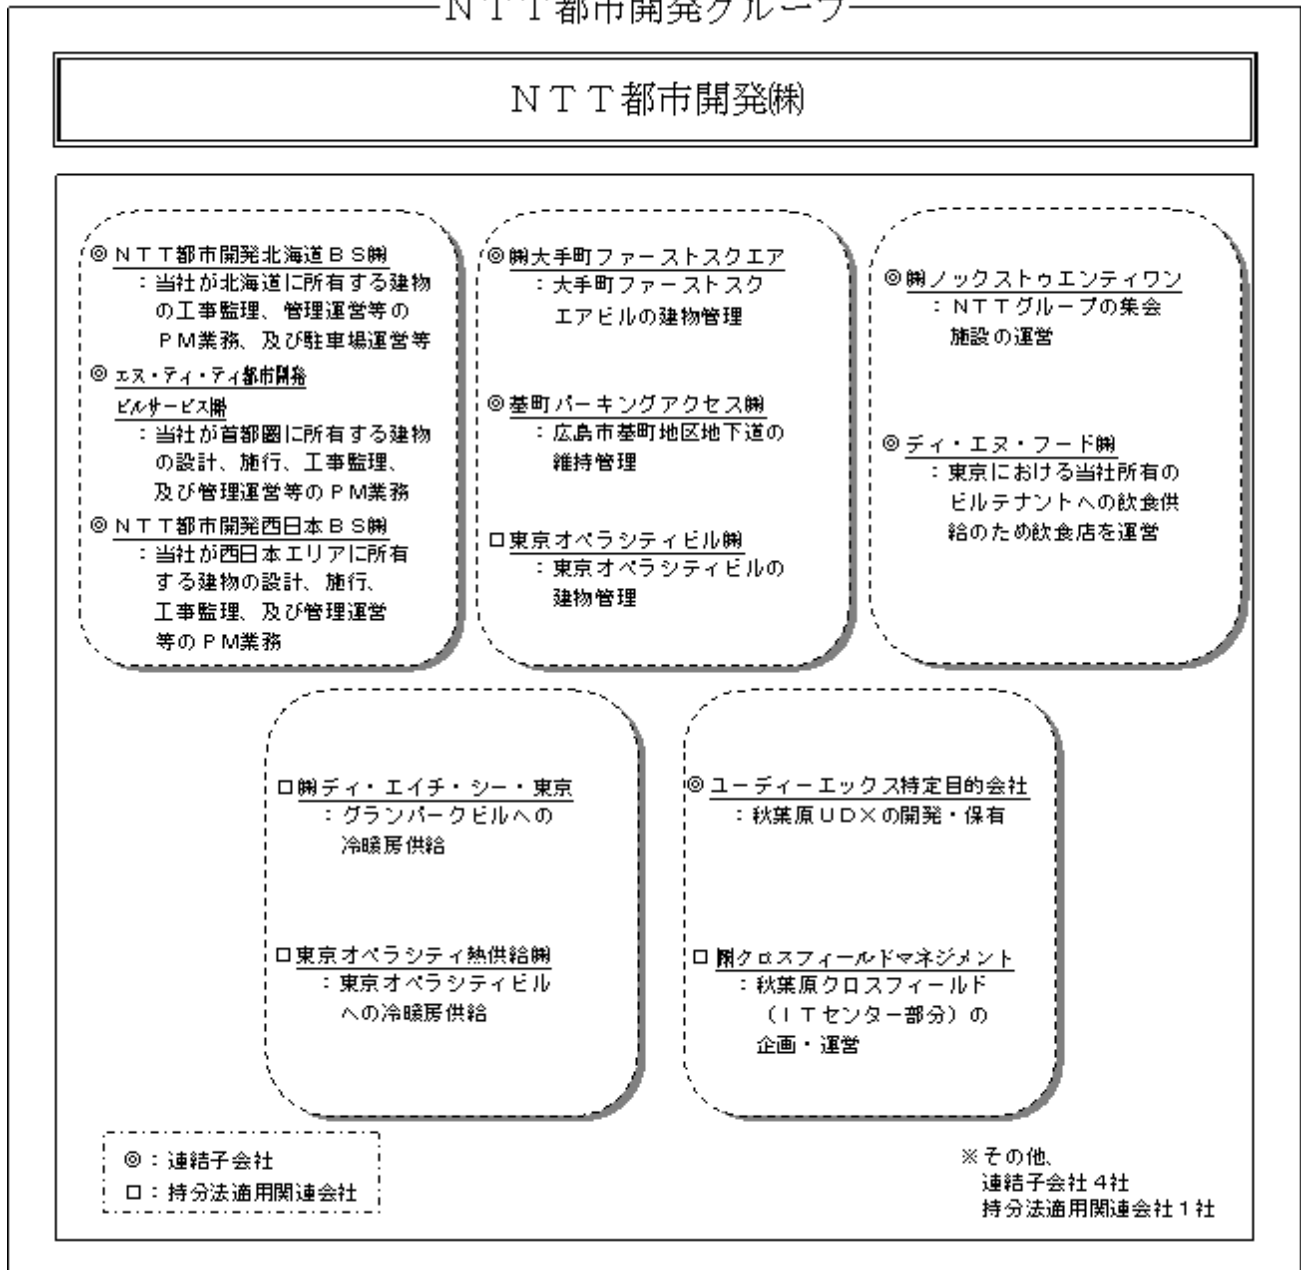 NTT都市開発グループ
NTT都市開発㈱
◎NTT都市開発北海道BS㈱
：当社が北海道に所有する建物
の工事監理、管理運営等の
PM業務、及び駐車場運営等
◎エヌ・ティ・ティ都市開発
ビルサービス㈱
：当社が首都圏に所有する建物
の設計、施行、工事監理、
及び管理運営等のPM業務
◎NTT都市開発西日本BS㈱
：当社が西日本エリアに所有
する建物の設計、施行、
工事監理、及び管理運営
等のPM業務
◎㈱大手町ファーストスクエア
：大手町ファーストスク
エアビルの建物管理
◎基町パーキングアクセス㈱
：広島市基町地区地下道の
維持管理
□東京オペラシティビル㈱
：東京オペラシティビルの
建物管理
◎㈱ノックストゥエンティワン
：NTTグループの集会
施設の運営
◎ディ・エヌ・フード㈱
：東京における当社所有の
ビルテナントへの飲食供
給のため飲食店を運営
□㈱ディ・エイチ・シー・東京
：グランパークビルへの
冷暖房供給
□東京オペラシティ熱供給㈱
：東京オペラシティビル
への冷暖房供給
◎ユーディーエックス特定目的会社
：秋葉原UDXの開発・保有
□㈲クロスフィールドマネジメント
：秋葉原クロスフィールド
（ITセンター部分）の
企画・運営
◎：連結子会社
□：持分法適用関連会社
※その他、
連結子会社4社
持分法適用関連会社1社